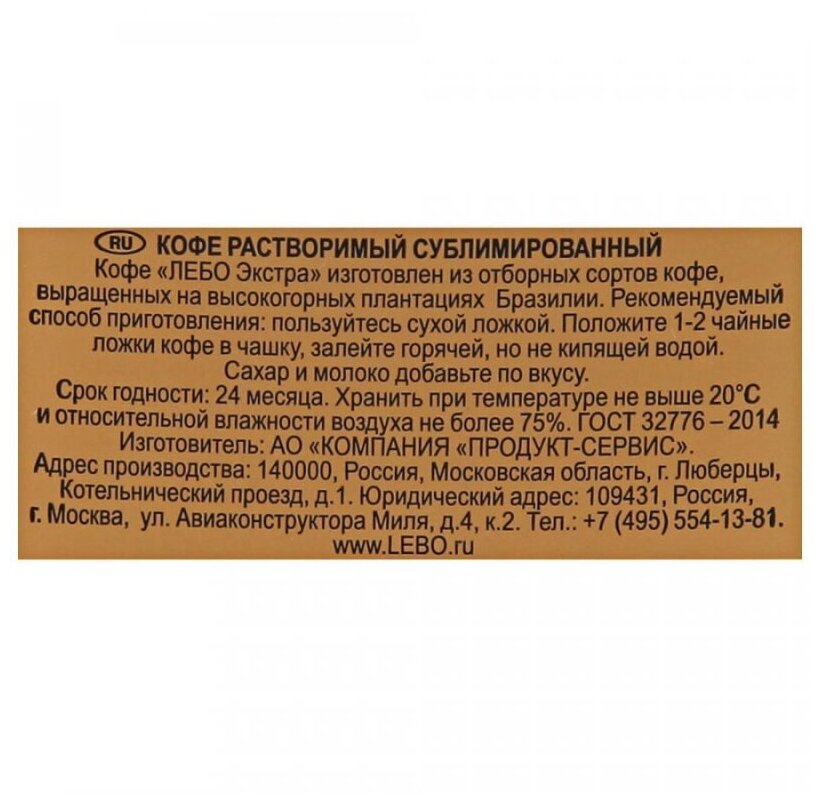 RU КОФЕ РАСТВОРИМЫЙ СУБЛИМИРОВАННЫЙ
Кофе «ЛЕБО Экстра» изготовлен из отборных сортов кофе,
выращенных на высокогорных плантациях Бразилии. Рекомендуемый
способ приготовления: пользуйтесь сухой ложкой. Положите 1-2 чайные
ложки кофе в чашку, залейте горячей, но не кипящей водой.
Сахар и молоко добавьте по вкусу.
Срок годности: 24 месяца. Хранить при температуре не выше 20°С
и относительной влажности воздуха не более 75%. ГОСТ 32776 – 2014
Изготовитель: АО «КОМПАНИЯ «ПРОДУКТ-СЕРВИС».
Адрес производства: 140000, Россия, Московская область, г. Люберцы,
Котельнический проезд, д.1. Юридический адрес: 109431, Россия,
г. Москва, ул. Авиаконструктора Миля, д.4, к.2. Тел.: +7 (495) 554-13-81.
www.LEBO.ru